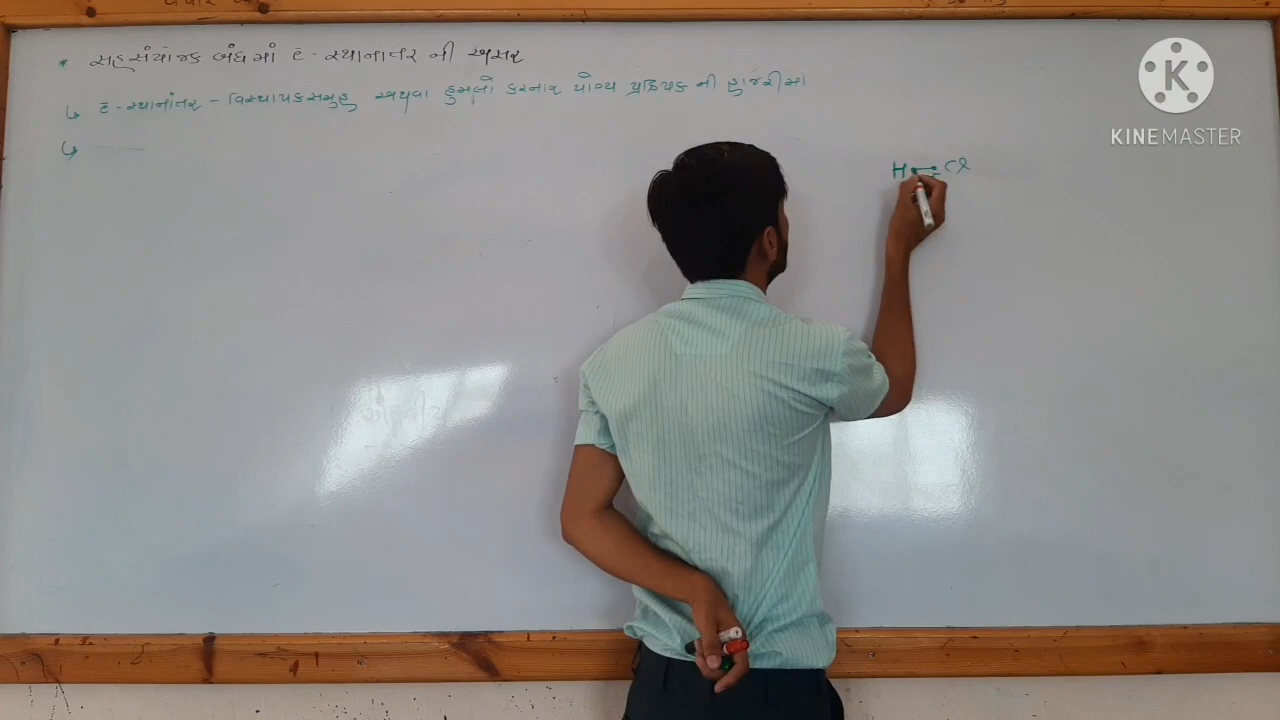 * સહસંયોજક બંધમાં ē - સ્થાનાંતર ની અસર
↳ ē - સ્થાનાંતર - વિસ્થાપકસમુહ અથવા હુમલો કરનાર યોગ્ય પ્રક્રિયક ની હાજરીમાં
↳
H Cl
KINEMASTER